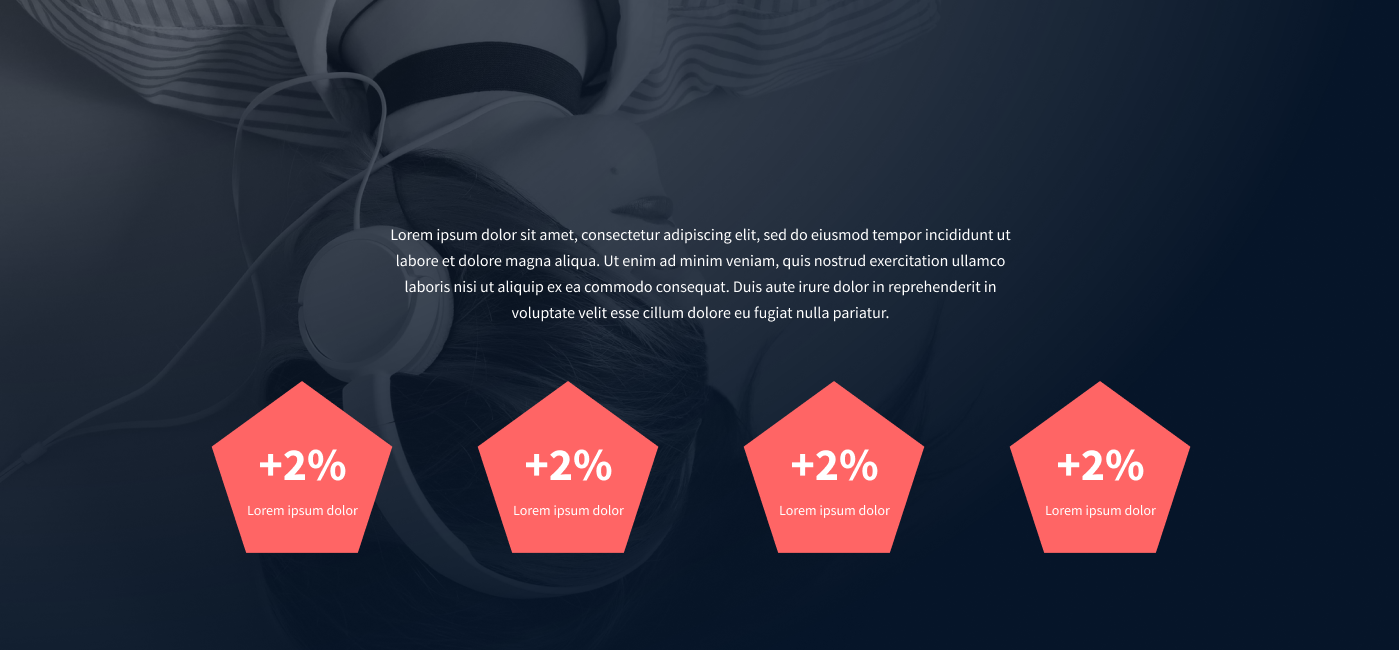 Lorem ipsum dolor sit amet, consectetur adipiscing elit, sed do eiusmod tempor incididunt ut
labore et dolore magna aliqua. Ut enim ad minim veniam, quis nostrud exercitation ullamco
laboris nisi ut aliquip ex ea commodo consequat. Duis aute irure dolor in reprehenderit in
voluptate velit esse cillum dolore eu fugiat nulla pariatur.
+2%
Lorem ipsum dolor
+2%
Lorem ipsum dolor
+2%
Lorem ipsum dolor
+2%
Lorem ipsum dolor